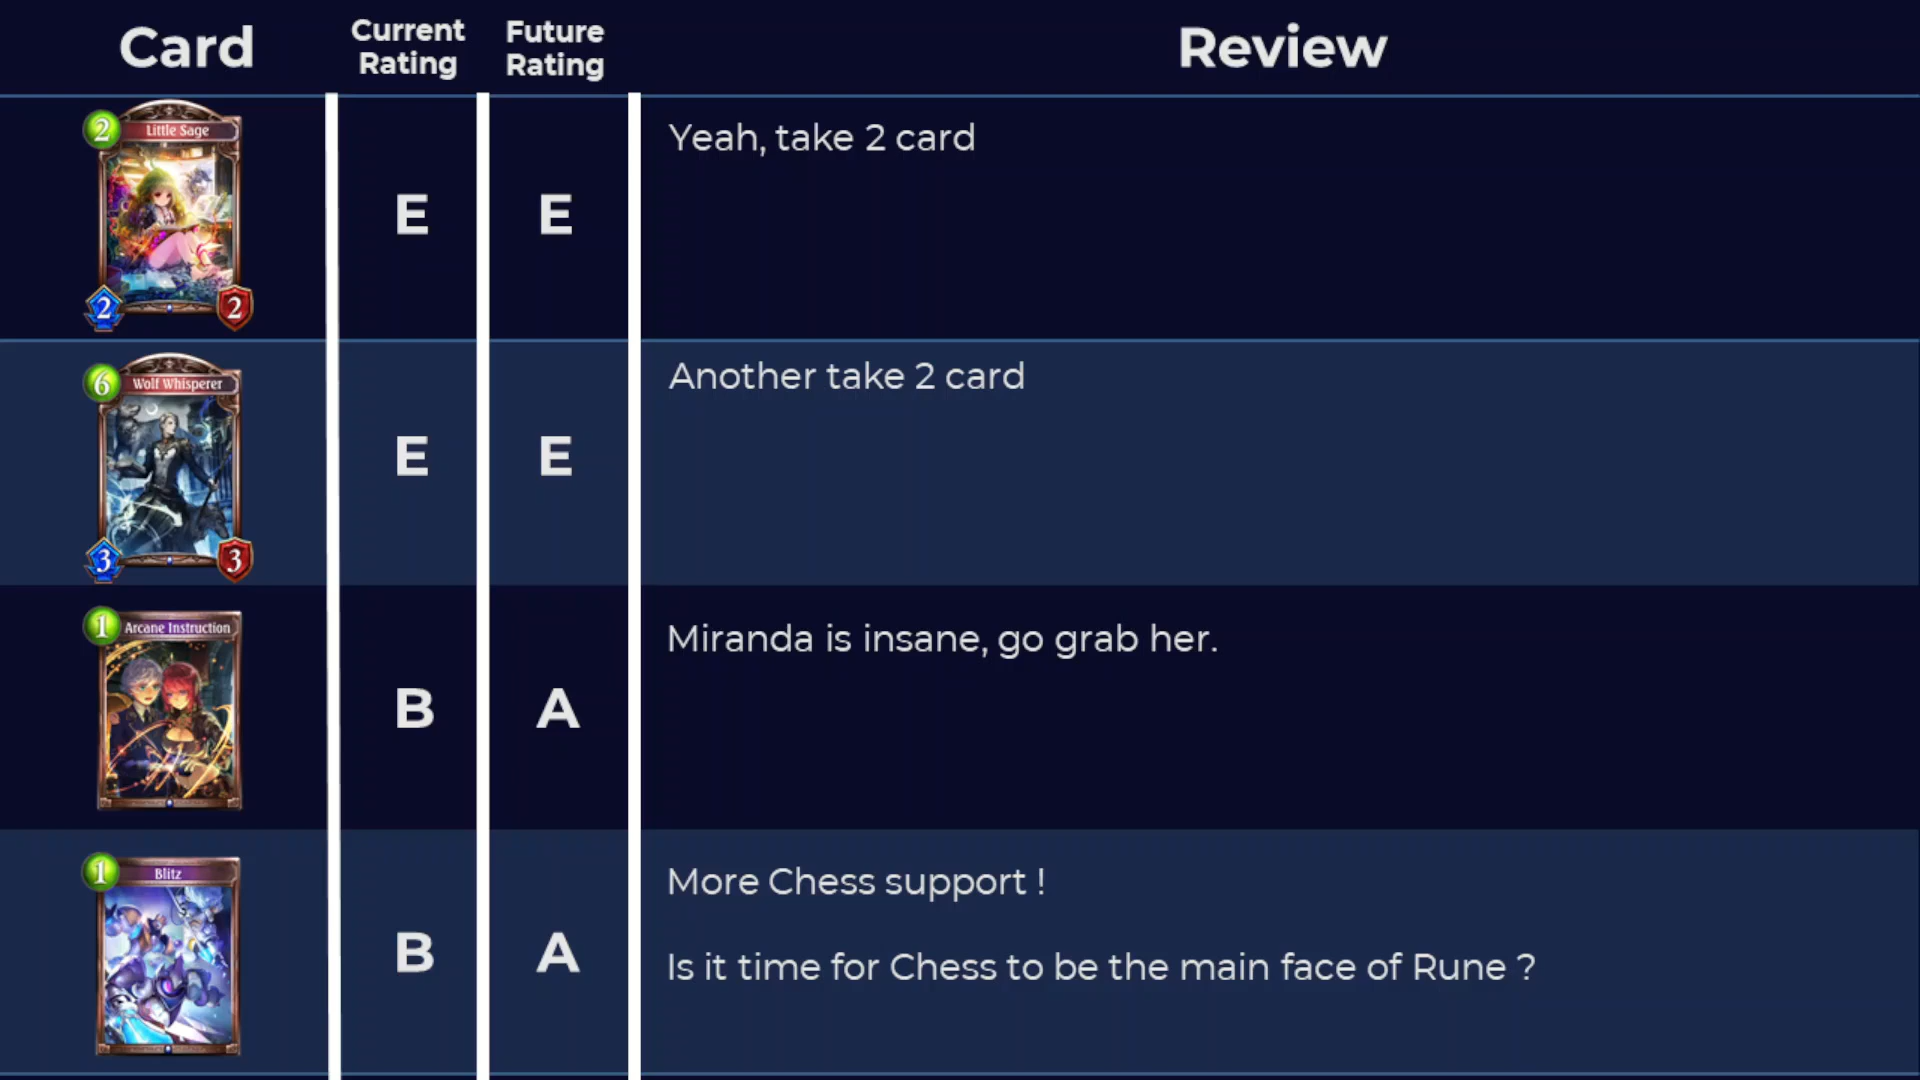 Card
Current
Rating
Future
Rating
Review
2
Little Sage
2
2
E
E
Yeah, take 2 card
6
Wolf Whisperer
3
3
E
E
Another take 2 card
1
Arcane Instruction
B
A
Miranda is insane, go grab her.
1
Blitz
B
A
More Chess support !
Is it time for Chess to be the main face of Rune ?